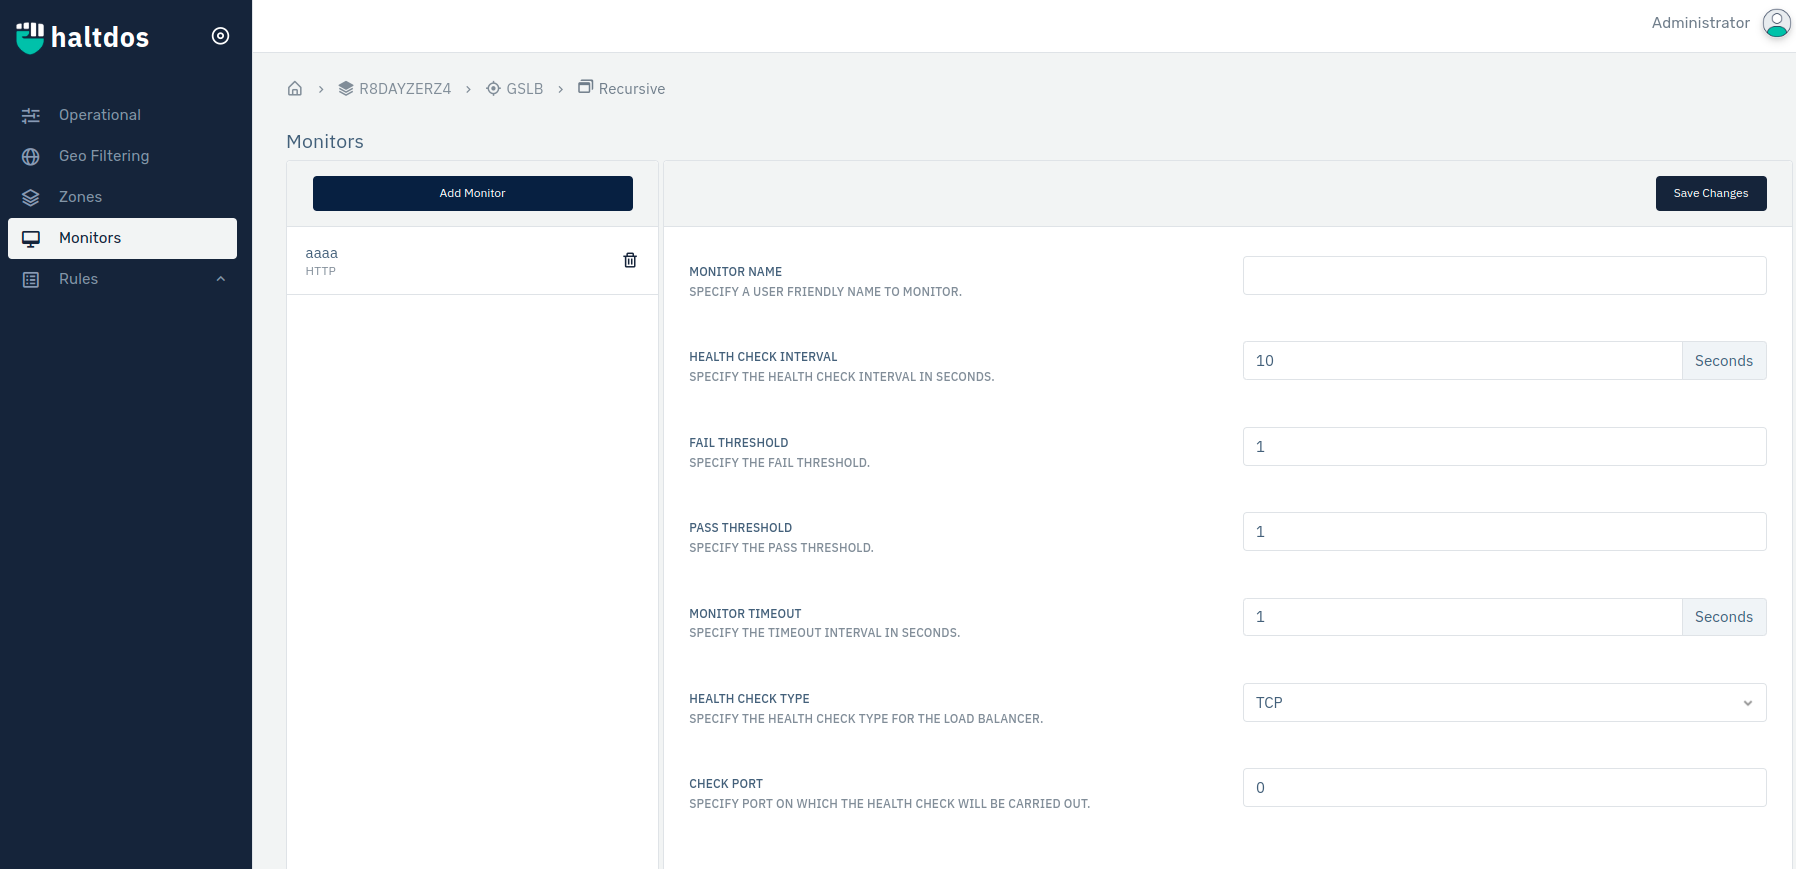 haltdos
Administrator
Operational
Geo Filtering
Zones
Monitors
Rules
R8DAYZERZ4 GSLB Recursive
Monitors
Add Monitor
Save Changes
aaaa
HTTP
MONITOR NAME
SPECIFY A USER FRIENDLY NAME TO MONITOR.
HEALTH CHECK INTERVAL
SPECIFY THE HEALTH CHECK INTERVAL IN SECONDS.
10 Seconds
FAIL THRESHOLD
SPECIFY THE FAIL THRESHOLD.
1
PASS THRESHOLD
SPECIFY THE PASS THRESHOLD.
1
MONITOR TIMEOUT
SPECIFY THE TIMEOUT INTERVAL IN SECONDS.
1 Seconds
HEALTH CHECK TYPE
SPECIFY THE HEALTH CHECK TYPE FOR THE LOAD BALANCER.
TCP
CHECK PORT
SPECIFY PORT ON WHICH THE HEALTH CHECK WILL BE CARRIED OUT.
0